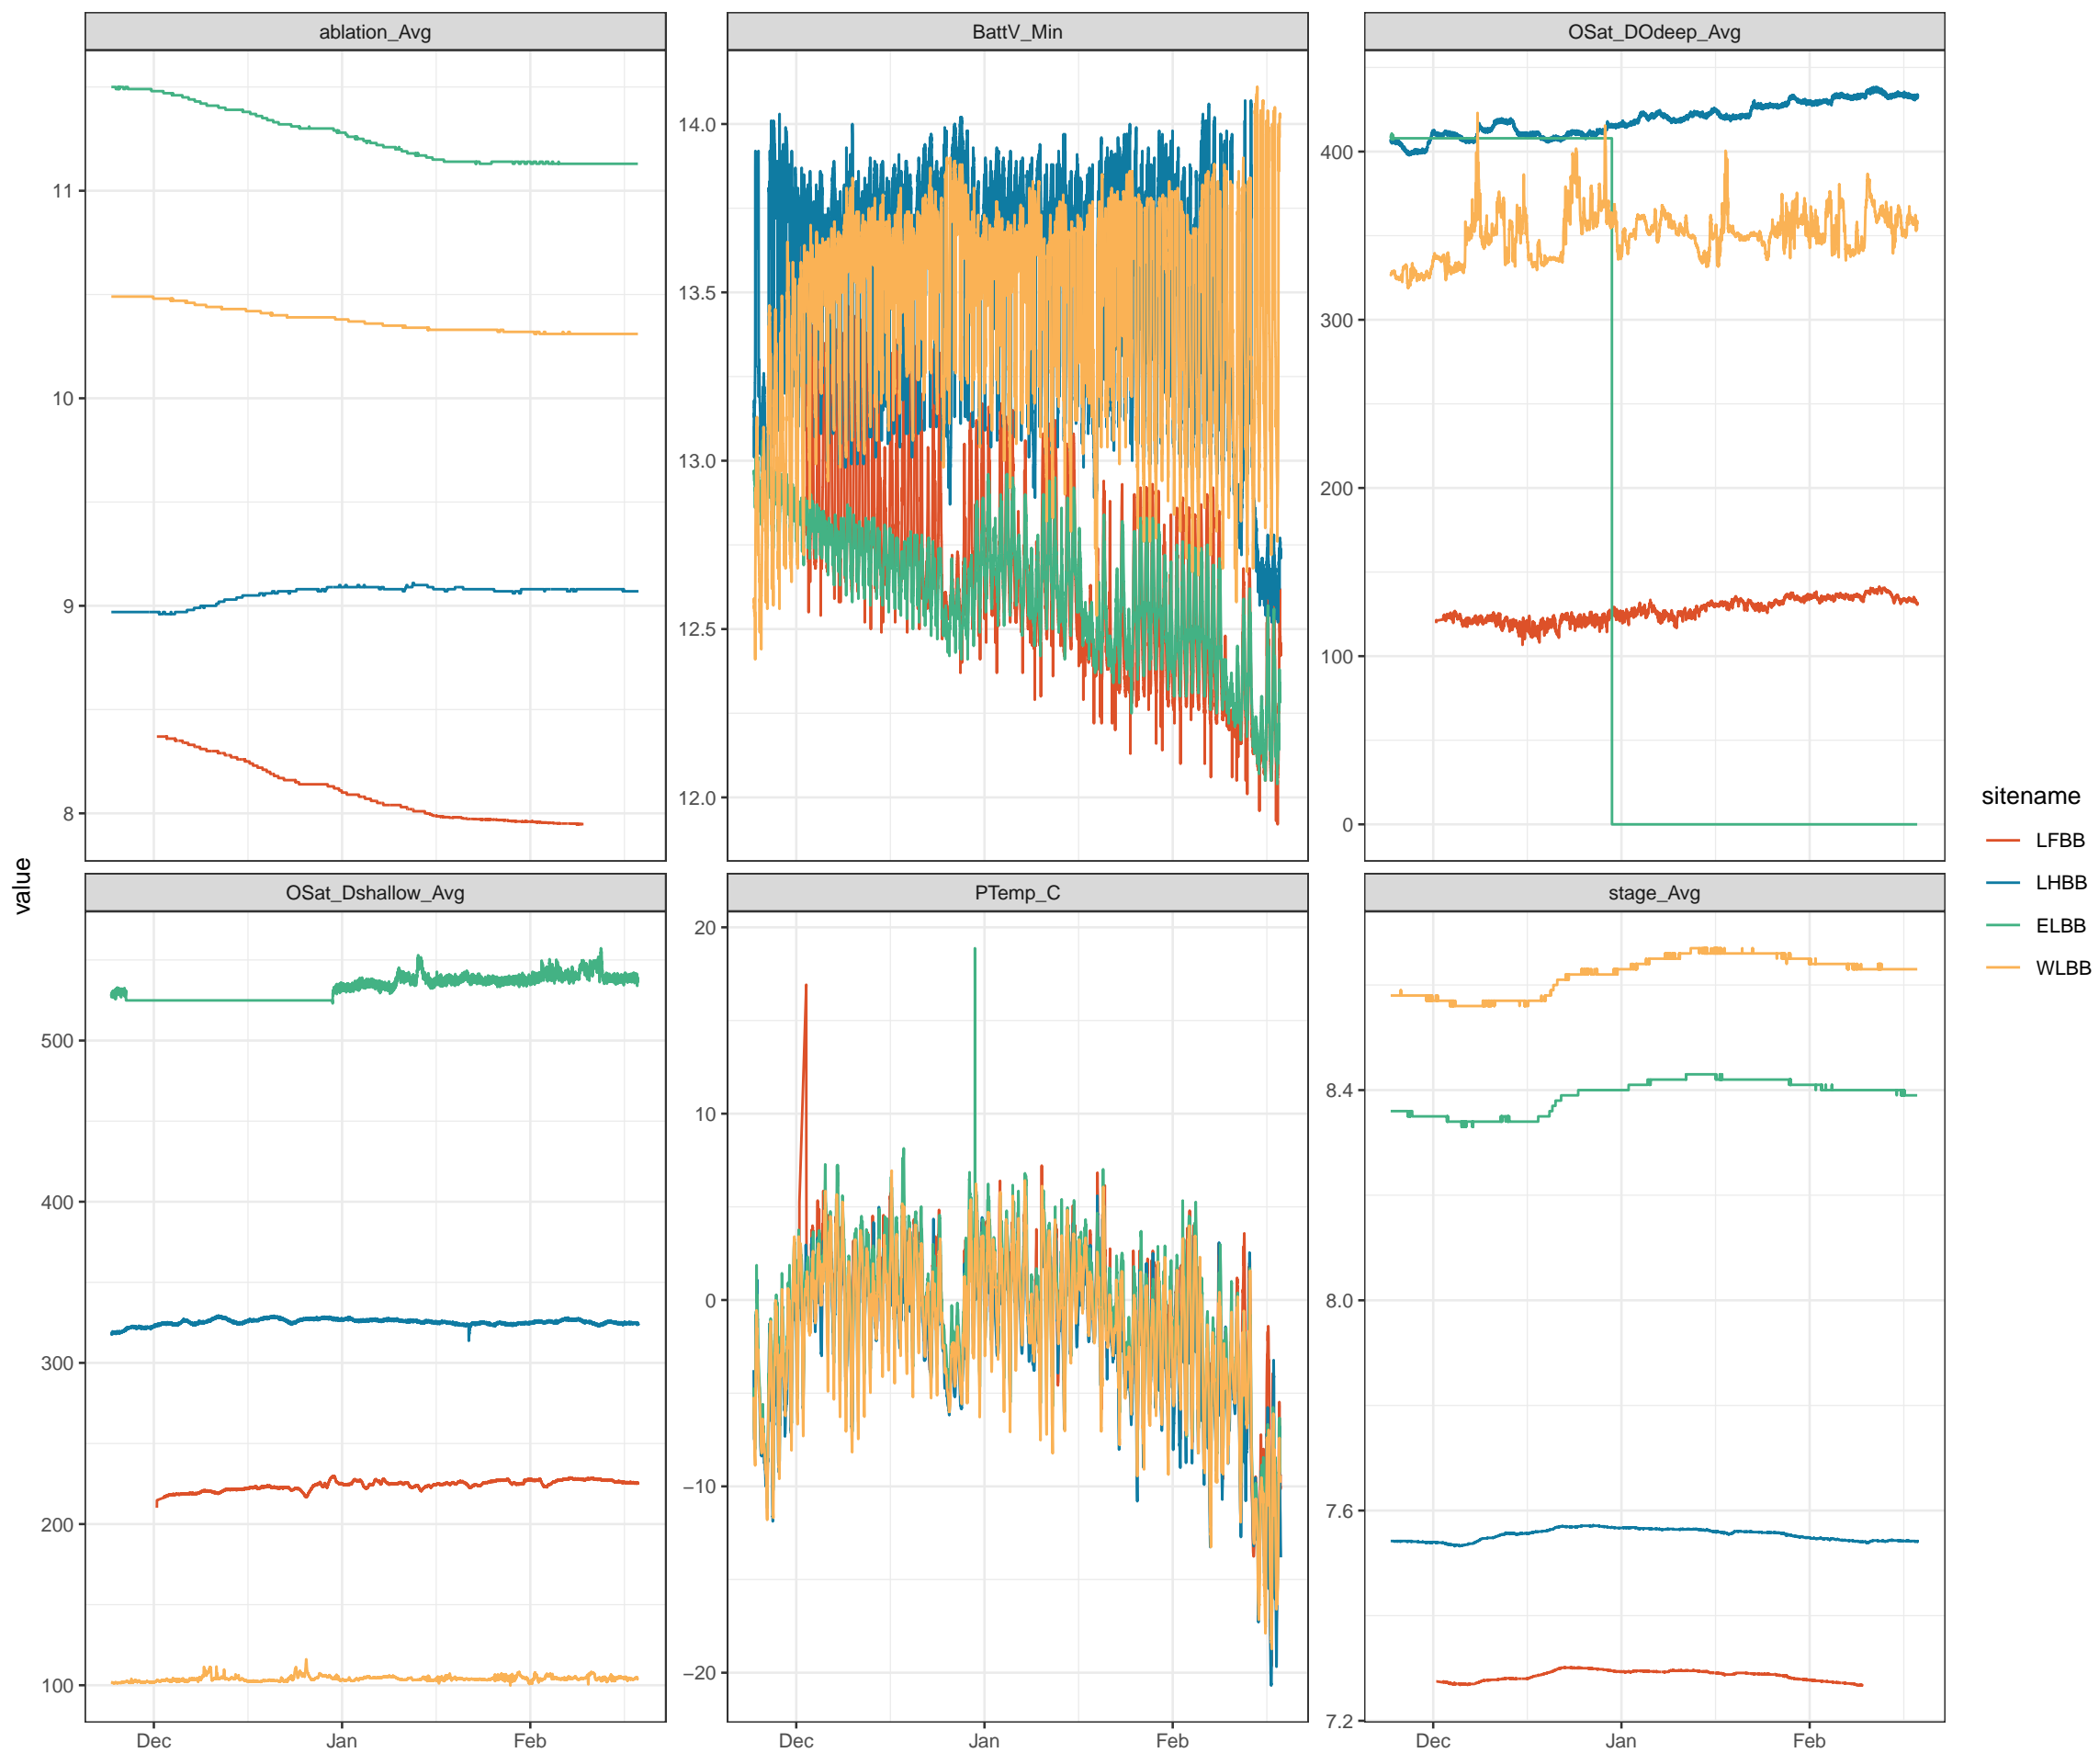 ablation_Avg
BattV_Min
OSat_DOdeep_Avg
11
10
9
8
14.0
13.5
13.0
12.5
12.0
400
300
200
100
0
value
OSat_Dshallow_Avg
PTemp_C
stage_Avg
500
400
300
200
100
20
10
0
−10
−20
8.4
8.0
7.6
7.2
Dec Jan Feb
Dec Jan Feb
Dec Jan Feb
sitename
LFBB
LHBB
ELBB
WLBB